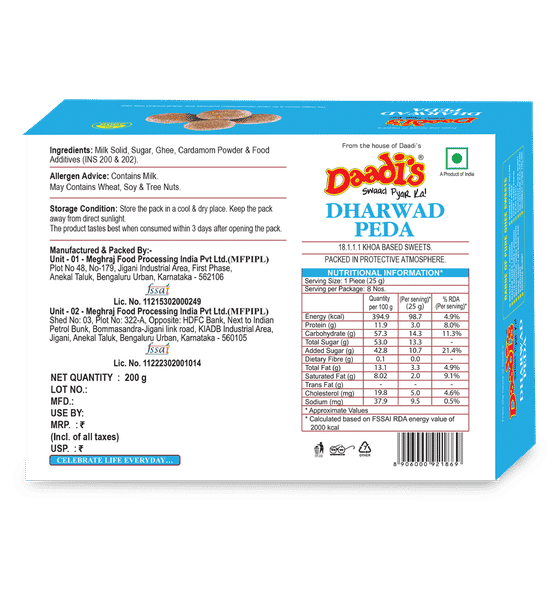 DHARWAD
PEDA
Daadi's
Ingredients: Milk Solid, Sugar, Ghee, Cardamom Powder & Food
Additives (INS 200 & 202).
Allergen Advice: Contains Milk.
May Contains Wheat, Soy & Tree Nuts.
Storage Condition: Store the pack in a cool & dry place. Keep the pack
away from direct sunlight.
The product tastes best when consumed within 3 days after opening the pack.
Manufactured & Packed By:-
Unit - 01 - Meghraj Food Processing India Pvt Ltd.(MFPIPL)
Plot No 48, No-179, Jigani Industrial Area, First Phase,
Anekal Taluk, Bengaluru Urban, Karnataka - 562106
fssai
Lic. No. 11215302000249
Unit - 02 - Meghraj Food Processing India Pvt Ltd.(MFPIPL)
Shed No: 03, Plot No: 322-A, Opposite: HDFC Bank, Next to Indian
Petrol Bunk, Bommasandra-Jigani link road, KIADB Industrial Area,
Jigani, Anekal Taluk, Bengaluru Urban, Karnataka - 560105
fssai
Lic. No. 11222302001014
NET QUANTITY : 200 g
LOT NO.:
MFD.:
USE BY:
MRP. : ₹
(Incl. of all taxes)
USP. : ₹
CELEBRATE LIFE EVERYDAY...
From the house of Daadi's
Daadi's®
Swaad Pyar Ka!
A Product of India
DHARWAD
PEDA
18.1.1.1 KHOA BASED SWEETS.
PACKED IN PROTECTIVE ATMOSPHERE.
NUTRITIONAL INFORMATION*
Serving Size: 1 Piece (25 g)
Serving per Package: 8 Nos.
Quantity per 100 g (Per serving)* (25 g) % RDA (Per serving)*
Energy (kcal) 394.9 98.7 4.9%
Protein (g) 11.9 3.0 8.0%
Carbohydrate (g) 57.3 14.3 11.3%
Total Sugar (g) 53.0 13.3 -
Added Sugar (g) 42.8 10.7 21.4%
Dietary Fibre (g) 0.1 0.0 -
Total Fat (g) 13.1 3.3 4.9%
Saturated Fat (g) 8.02 2.0 9.1%
Trans Fat (g) - - -
Cholesterol (mg) 19.8 5.0 4.6%
Sodium (mg) 37.9 9.5 0.5%
* Approximate Values
* Calculated based on FSSAI RDA energy value of
2000 kcal
7
OTHER
8 906000 921869
Daadi's
DHARWAD
PEDA
RANGE OF PURE GHEE SWEETS